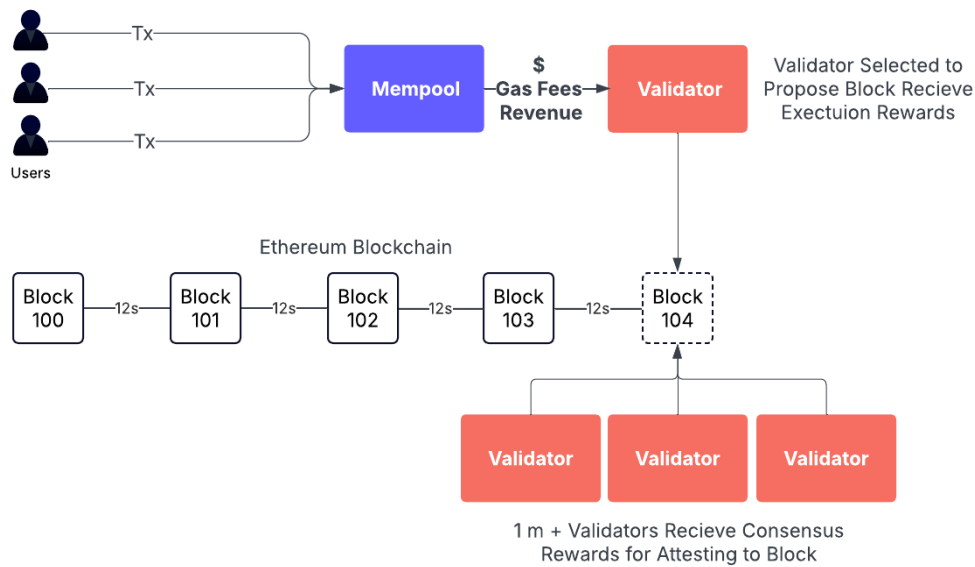 Tx
Tx
Tx
Users
Mempool
$
Gas Fees
Revenue
Validator
Validator Selected to
Propose Block Recieve
Exectuion Rewards
Ethereum Blockchain
Block
100
12s
Block
101
12s
Block
102
12s
Block
103
12s
Block
104
Validator
Validator
Validator
1 m + Validators Recieve Consensus
Rewards for Attesting to Block